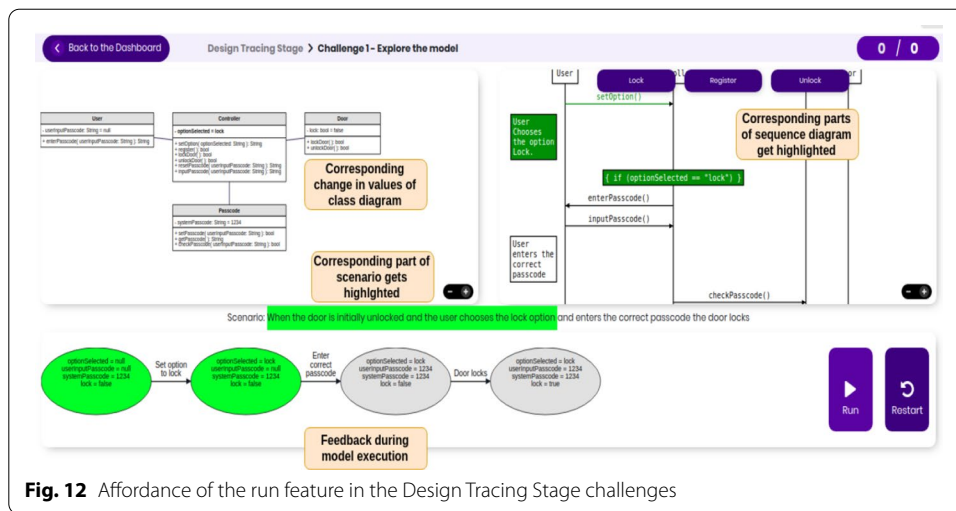 Back to the Dashboard
Design Tracing Stage > Challenge 1 - Explore the model
0 / 0
User
- userInputPasscode: String = null
+ enterPasscode( userInputPasscode: String ): String
Controller
- optionSelected = lock
+ setOption( optionSelected: String ): String
+ register( ): bool
+ lockDoor( ): bool
+ unlockDoor( ): bool
+ resetPasscode( userInputPasscode: String ): String
+ inputPasscode( userInputPasscode: String ): String
Door
- lock: bool = false
+ lockDoor( ): bool
+ unlockDoor( ): bool
Passcode
- systemPasscode: String = 1234
+ setPasscode( userInputPasscode: String ): bool
+ getPasscode( ): String
+ checkPasscode( userInputPasscode: String ): bool
Corresponding
change in values of
class diagram
Corresponding part of
scenario gets
highlghted
User
Lock
Register
Unlock
setOption()
User
Chooses
the option
Lock.
Corresponding parts
of sequence diagram
get highlighted
{ if (optionSelected == "lock") }
enterPasscode()
inputPasscode()
User
enters the
correct
passcode
checkPasscode()
Scenario: When the door is initially unlocked and the user chooses the lock option and enters the correct passcode the door locks
optionSelected = null
userInputPasscode = null
systemPasscode = 1234
lock = false
Set option
to lock
optionSelected = lock
userInputPasscode = null
systemPasscode = 1234
lock = false
Enter
correct
passcode
optionSelected = lock
userInputPasscode = 1234
systemPasscode = 1234
lock = false
Door locks
optionSelected = lock
userInputPasscode = 1234
systemPasscode = 1234
lock = true
Run
Restart
Feedback during
model execution
Fig. 12 Affordance of the run feature in the Design Tracing Stage challenges